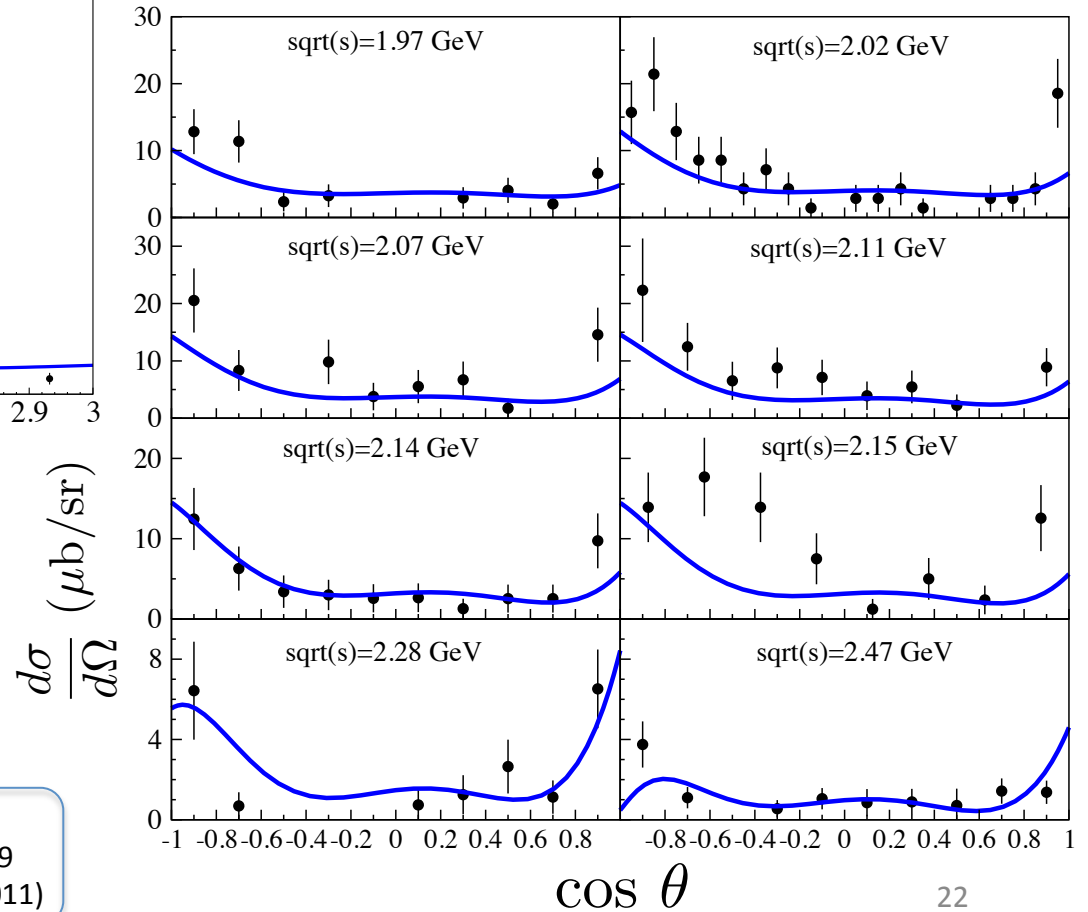 30
20
10
0
sqrt(s)=1.97 GeV
sqrt(s)=2.02 GeV
30
20
10
0
sqrt(s)=2.07 GeV
sqrt(s)=2.11 GeV
20
10
0
sqrt(s)=2.14 GeV
sqrt(s)=2.15 GeV
8
4
0
sqrt(s)=2.28 GeV
sqrt(s)=2.47 GeV
-1 -0.8 -0.6 -0.4 -0.2 0 0.2 0.4 0.6 0.8
-0.8 -0.6 -0.4 -0.2 0 0.2 0.4 0.6 0.8 1
cos θ
dσ/dΩ (μb/sr)
2.9 3
9
011)
22